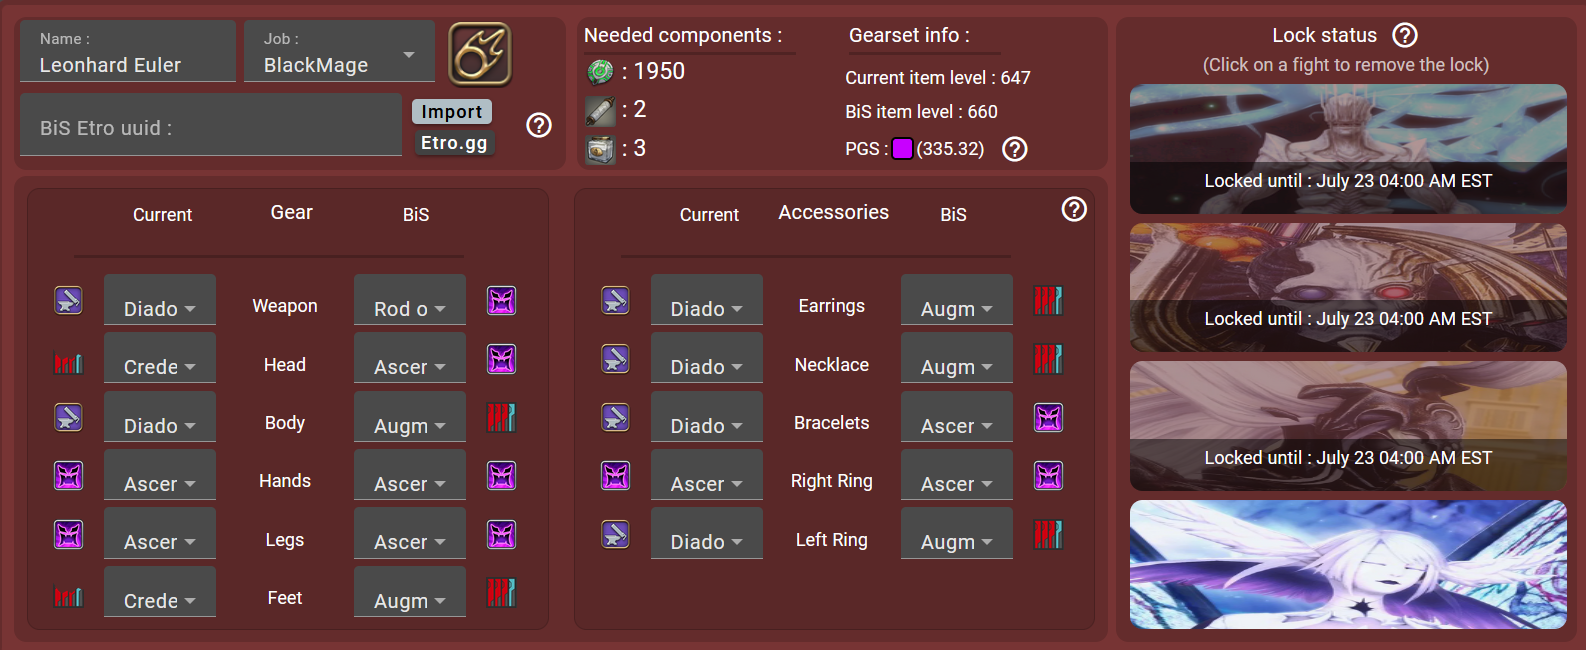 Name :
Leonhard Euler
Job :
BlackMage
BiS Etro uuid :
Import
Etro.gg
Needed components :
: 1950
: 2
: 3
Gearset info :
Current item level : 647
BiS item level : 660
PGS : (335.32)
Lock status
(Click on a fight to remove the lock)
Locked until : July 23 04:00 AM EST
Locked until : July 23 04:00 AM EST
Locked until : July 23 04:00 AM EST
Current Gear BiS
Diado Weapon Rod o
Crede Head Ascer
Diado Body Augm
Ascer Hands Ascer
Ascer Legs Ascer
Crede Feet Augm
Current Accessories BiS
Diado Earrings Augm
Diado Necklace Augm
Diado Bracelets Ascer
Ascer Right Ring Ascer
Diado Left Ring Augm